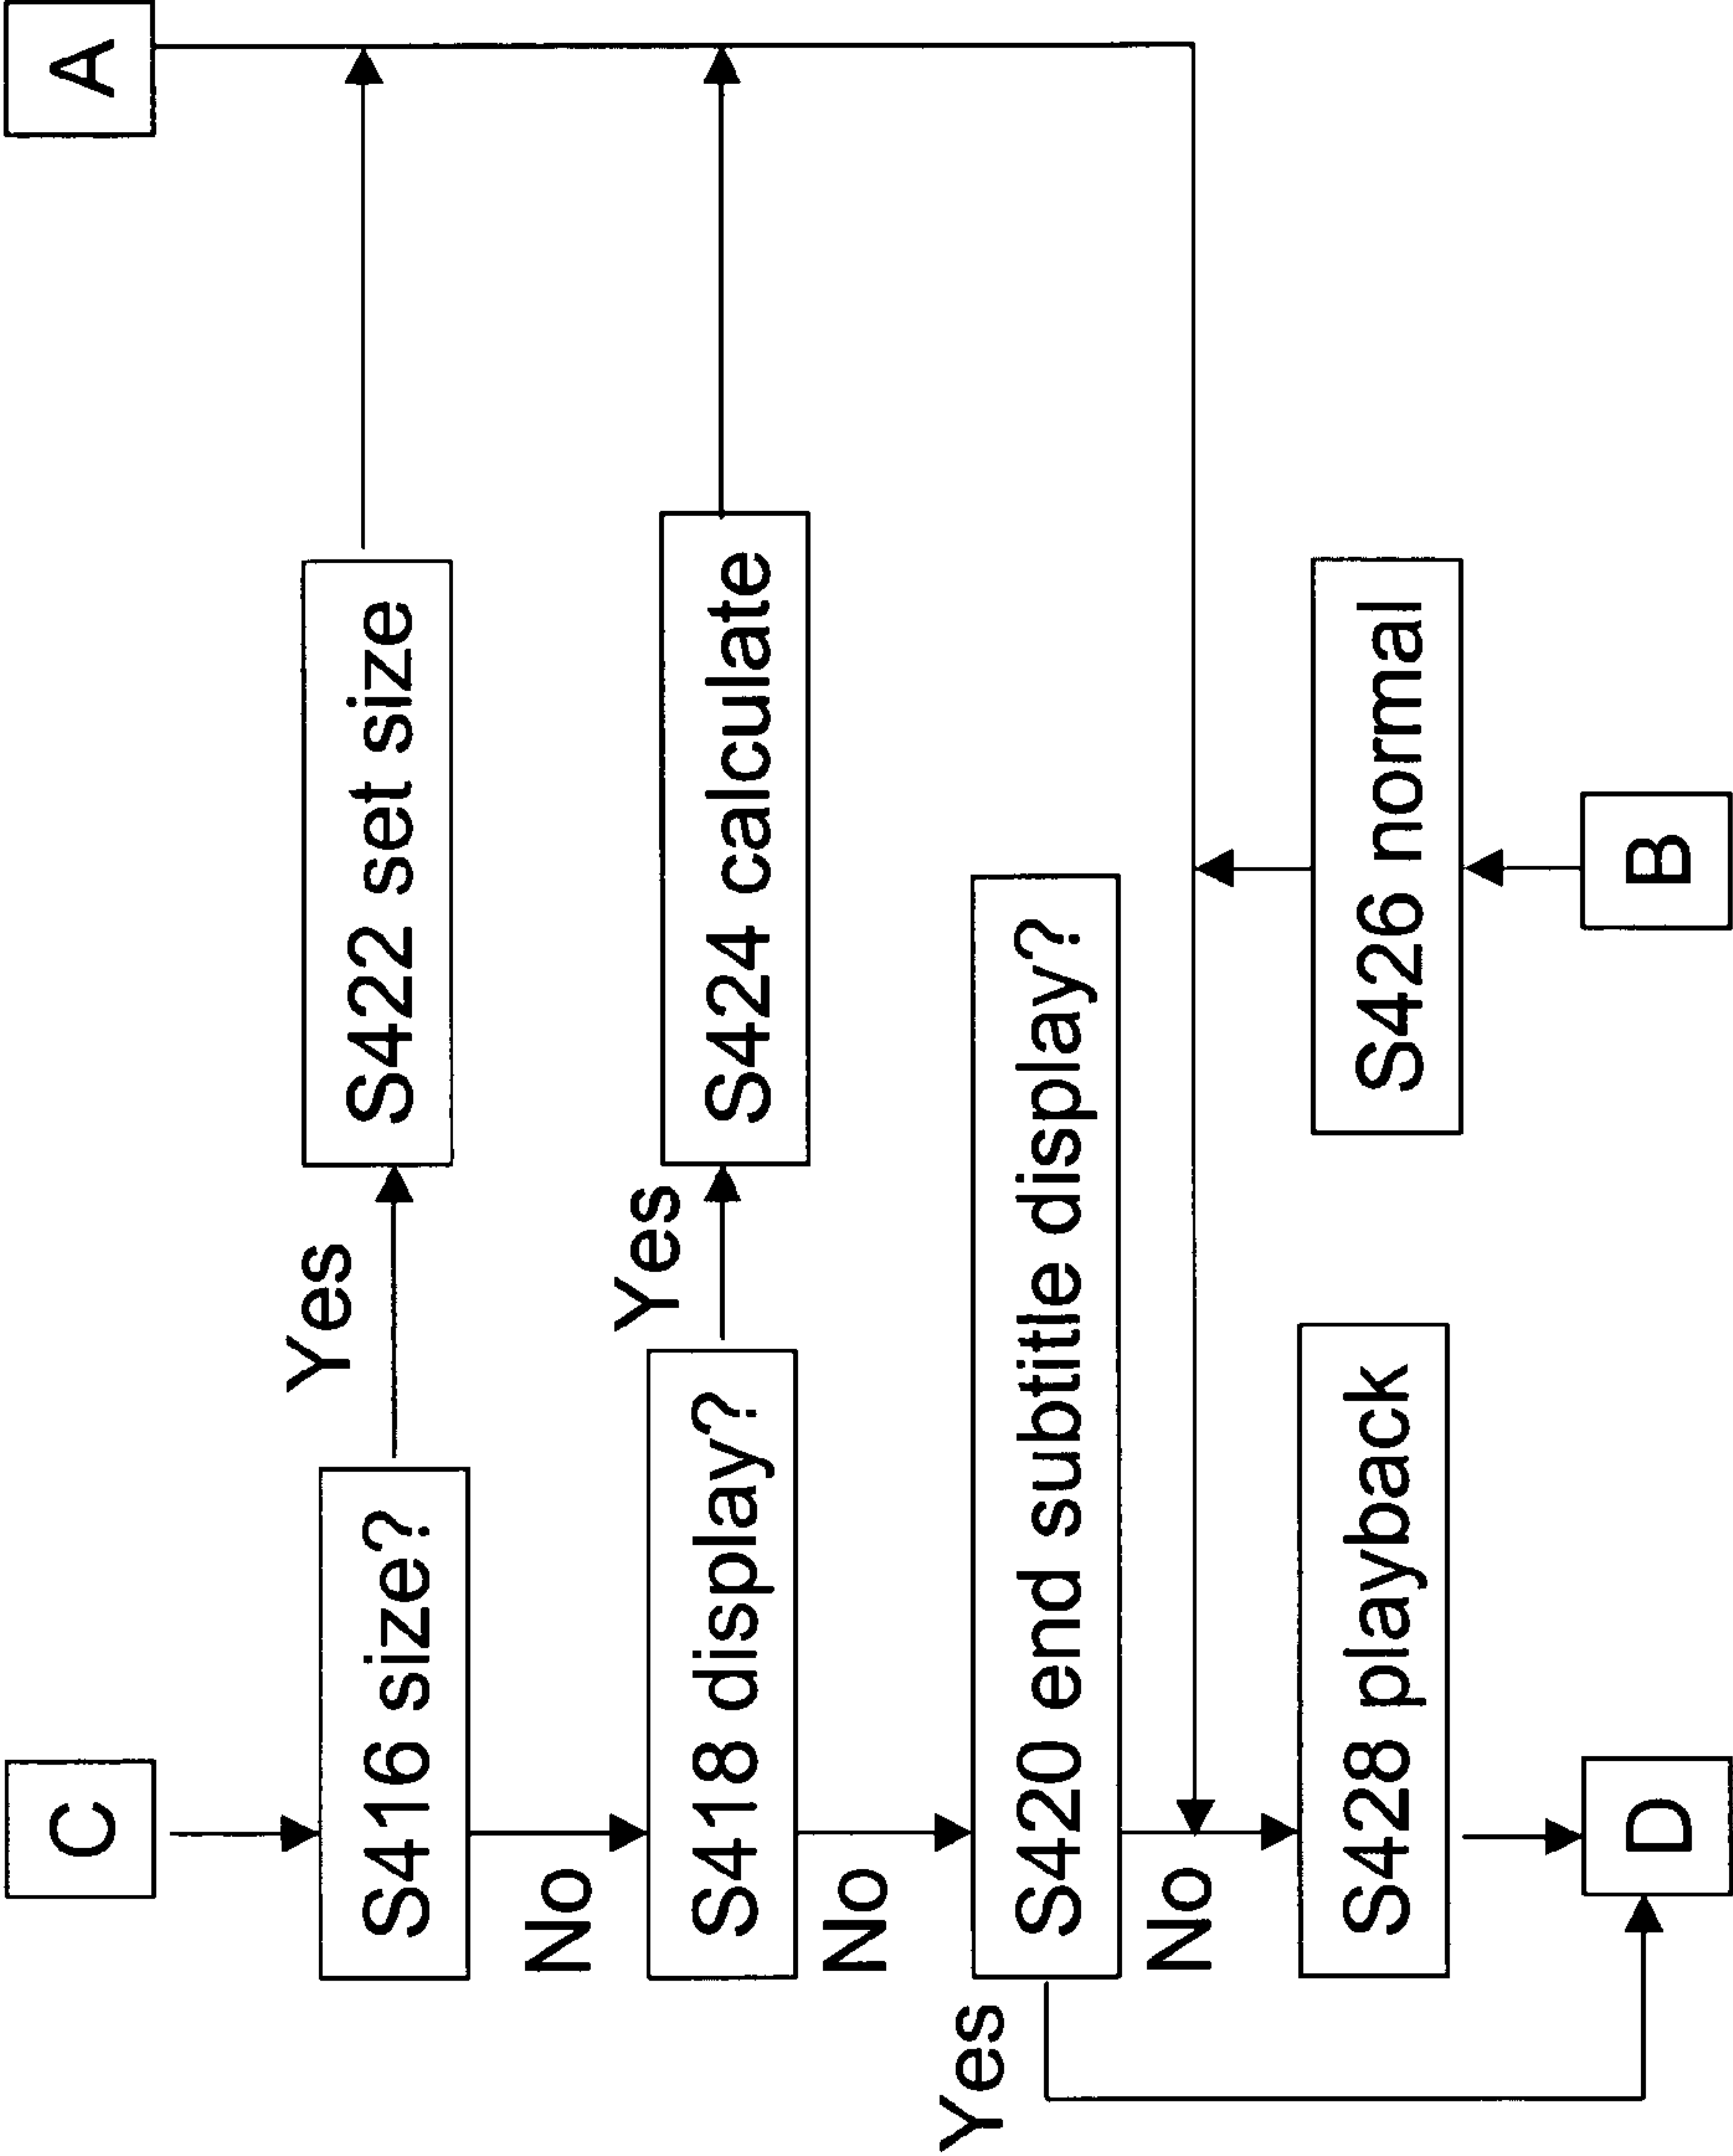 C
A
Yes
S416 size?
S422 set size
No
Yes
S418 display?
S424 calculate
No
Yes
S420 end subtitle display?
No
S428 playback
S426 normal
D
B